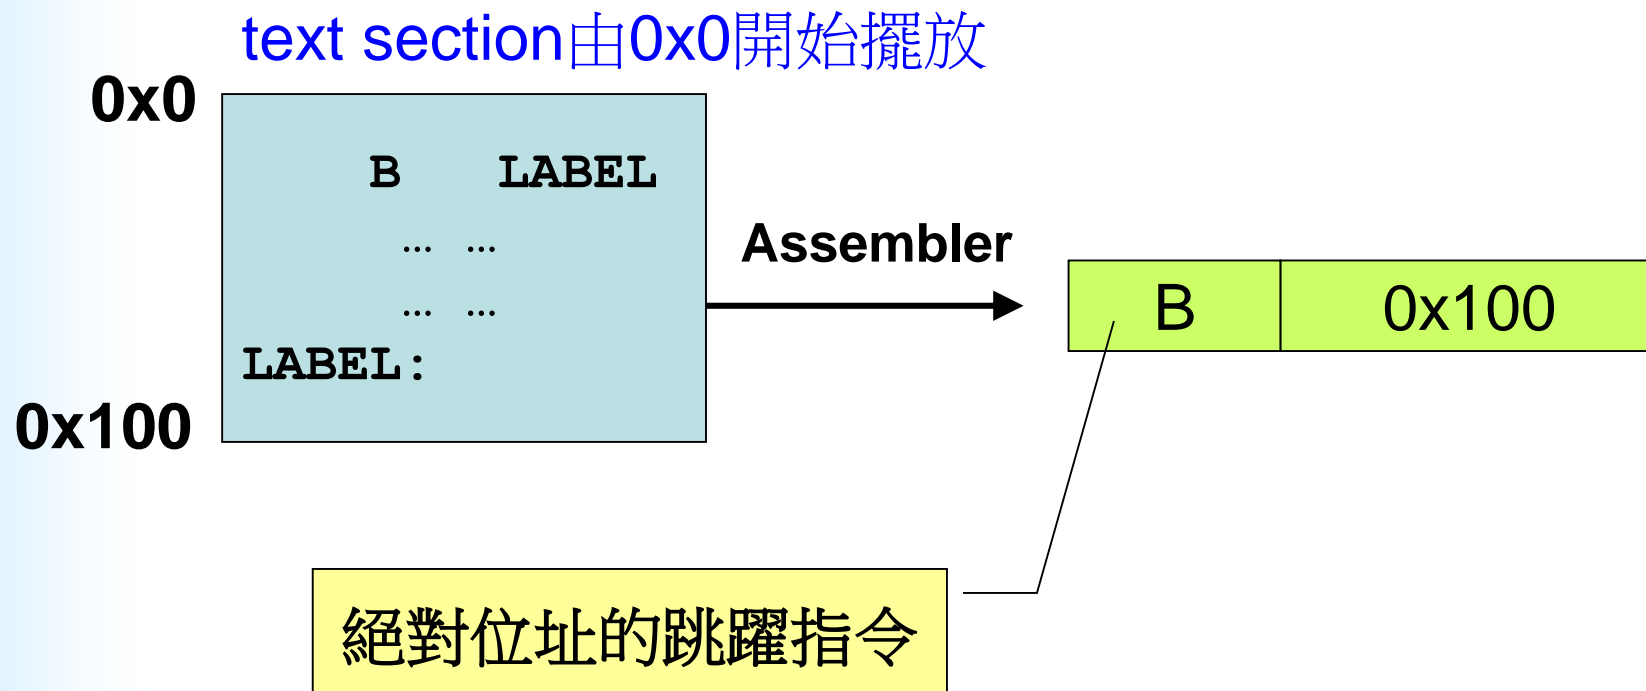 text section由0x0開始擺放
0x0
B LABEL
... ...
... ...
LABEL:
0x100
Assembler
B 0x100
絕對位址的跳躍指令